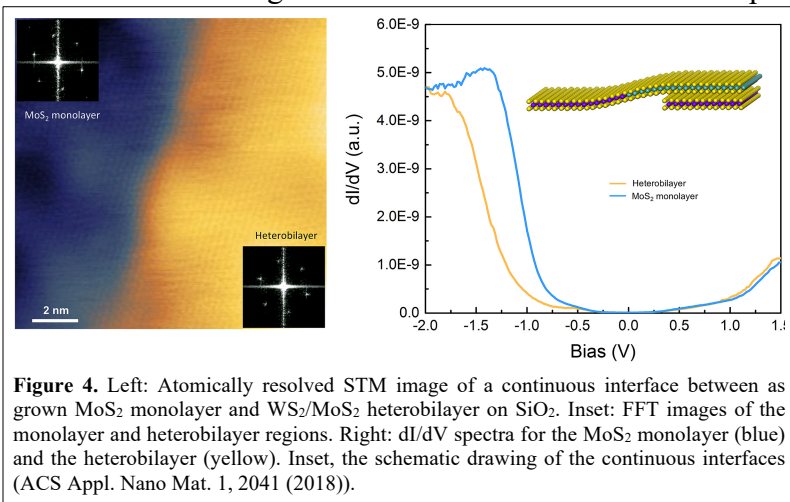 MoS₂ monolayer
Heterobilayer
2 nm
dI/dV (a.u.)
6.0E-9
5.0E-9
4.0E-9
3.0E-9
2.0E-9
1.0E-9
0.0
Heterobilayer
MoS₂ monolayer
-2.0 -1.5 -1.0 -0.5 0.0 0.5 1.0 1.5
Bias (V)
Figure 4. Left: Atomically resolved STM image of a continuous interface between as
grown MoS₂ monolayer and WS₂/MoS₂ heterobilayer on SiO₂. Inset: FFT images of the
monolayer and heterobilayer regions. Right: dI/dV spectra for the MoS₂ monolayer (blue)
and the heterobilayer (yellow). Inset, the schematic drawing of the continuous interfaces
(ACS Appl. Nano Mat. 1, 2041 (2018)).